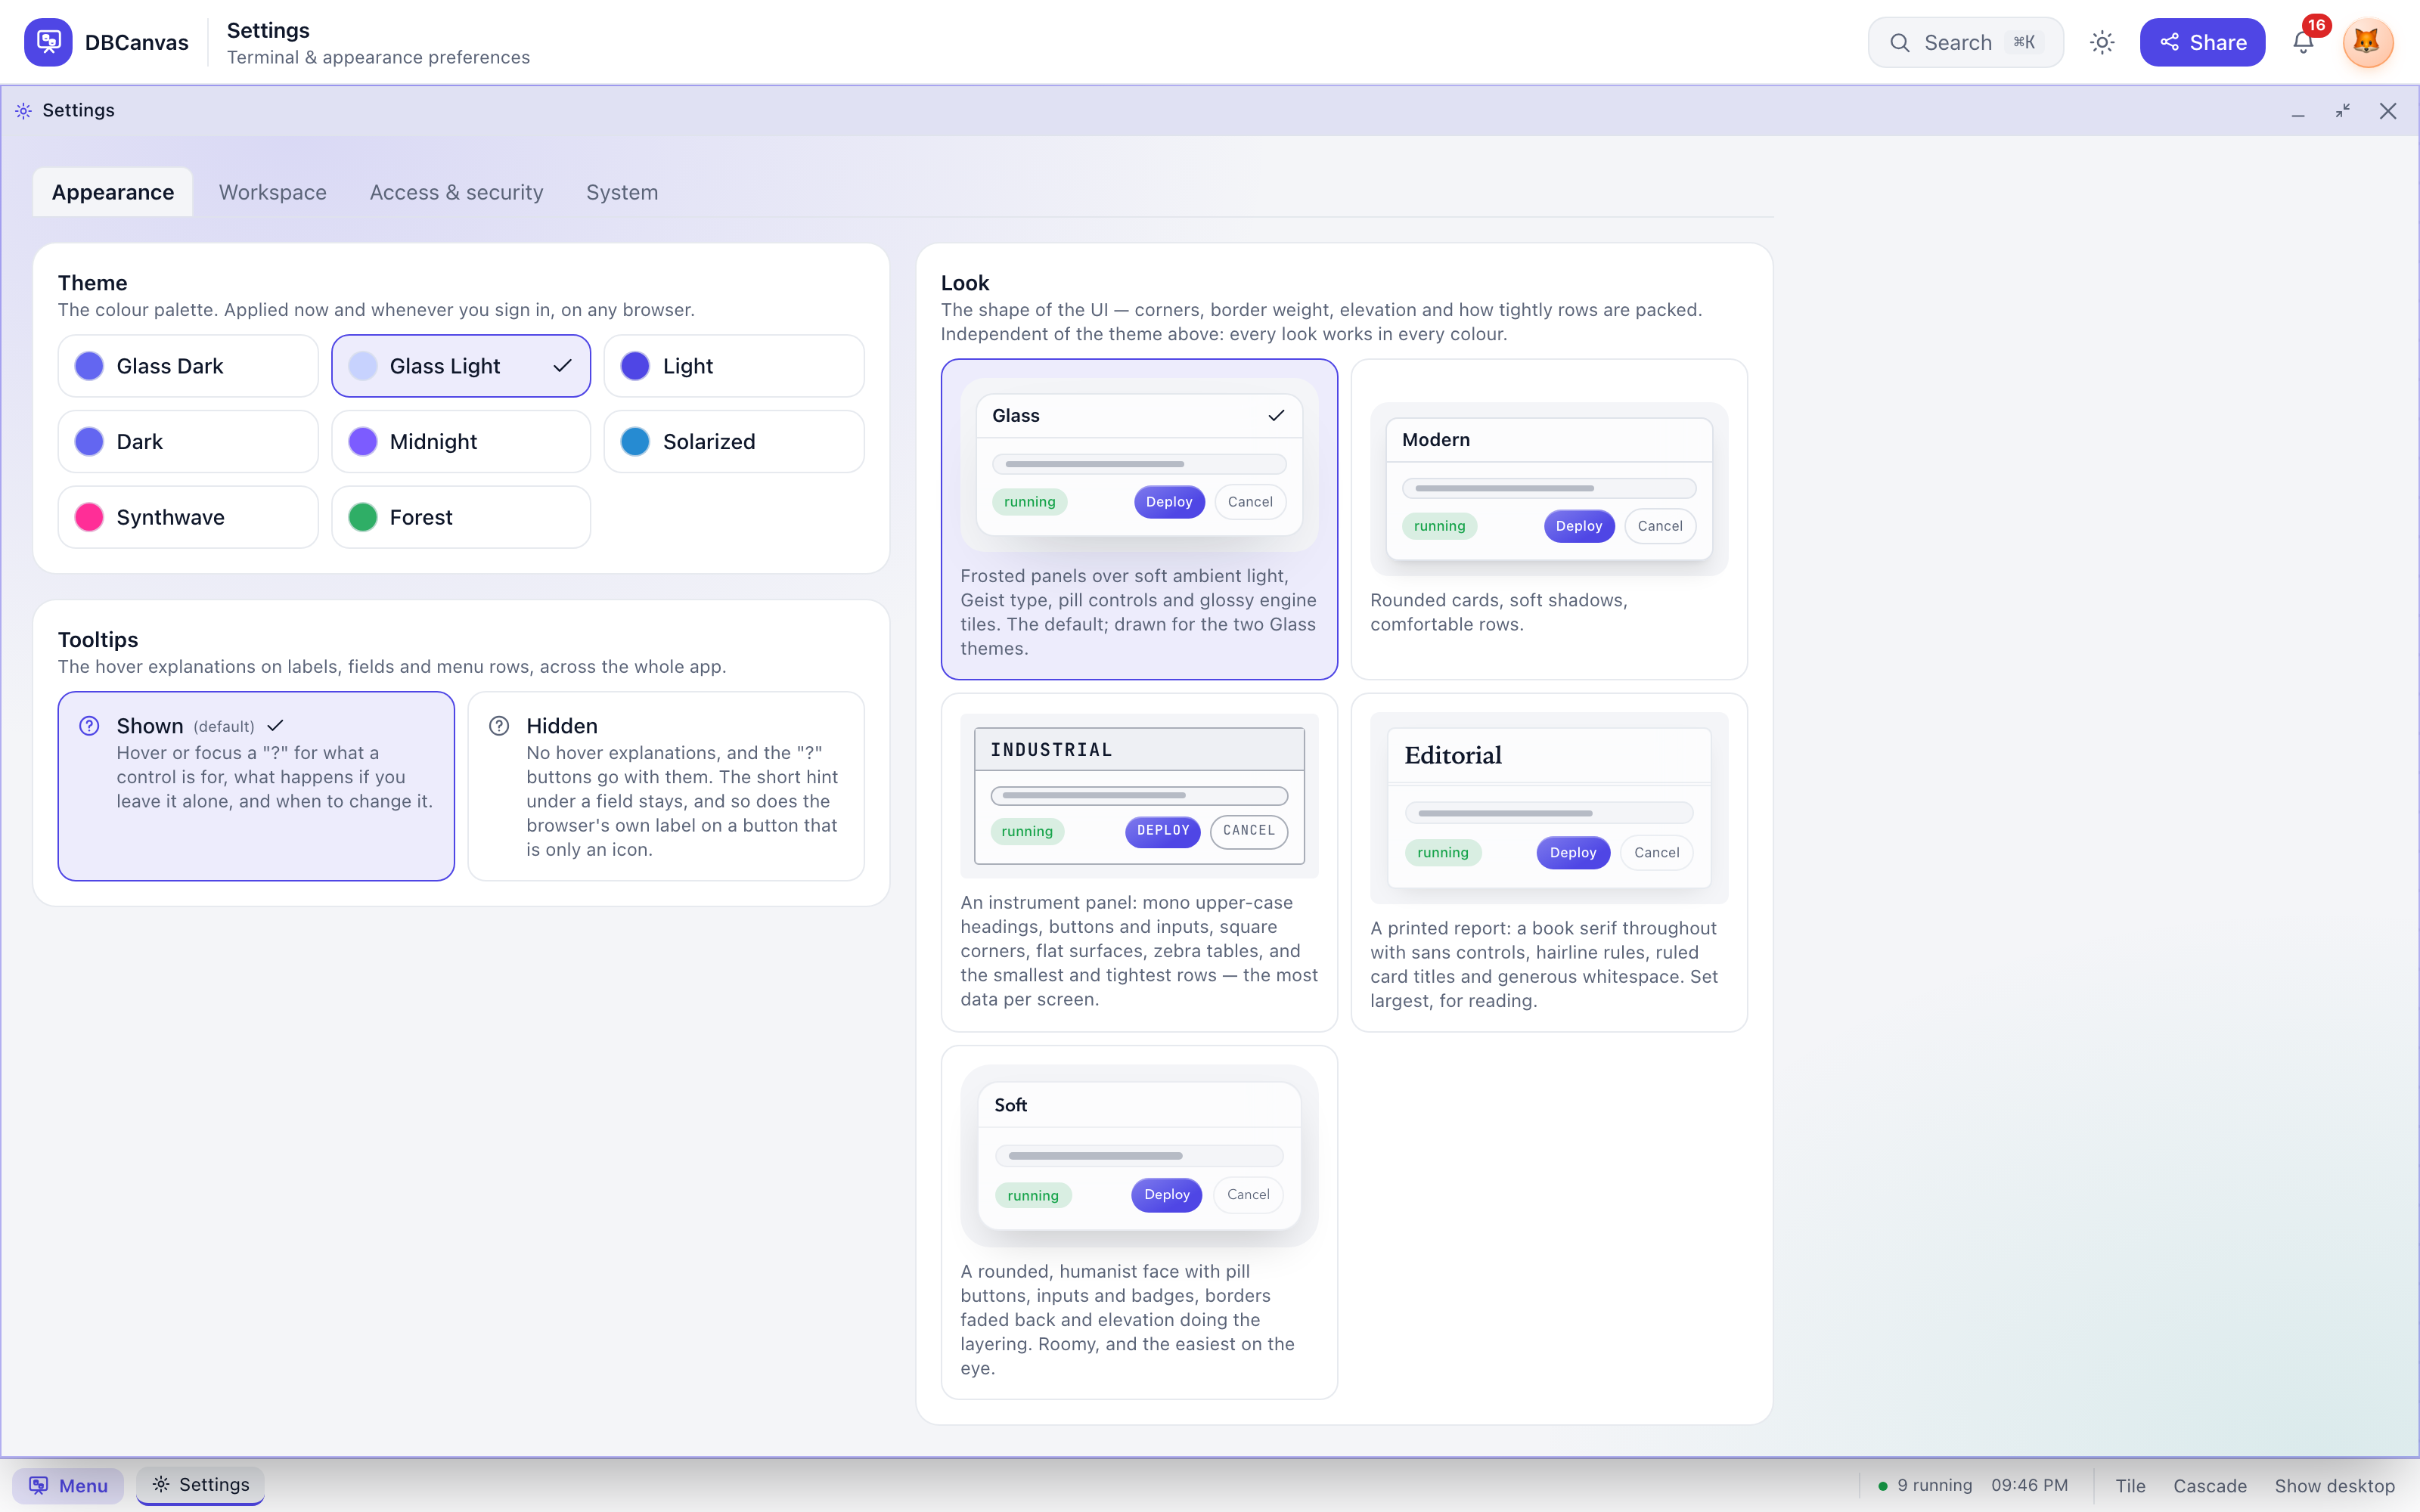 DBCanvas
Settings
Terminal & appearance preferences
Search ⌘K
Share
16
Settings
Appearance
Workspace
Access & security
System
Theme
The colour palette. Applied now and whenever you sign in, on any browser.
Glass Dark
Glass Light
Light
Dark
Midnight
Solarized
Synthwave
Forest
Tooltips
The hover explanations on labels, fields and menu rows, across the whole app.
Shown (default)
Hover or focus a "?" for what a
control is for, what happens if you
leave it alone, and when to change it.
Hidden
No hover explanations, and the "?"
buttons go with them. The short hint
under a field stays, and so does the
browser's own label on a button that
is only an icon.
Look
The shape of the UI — corners, border weight, elevation and how tightly rows are packed.
Independent of the theme above: every look works in every colour.
Glass
running
Deploy
Cancel
Frosted panels over soft ambient light,
Geist type, pill controls and glossy engine
tiles. The default; drawn for the two Glass
themes.
Modern
running
Deploy
Cancel
Rounded cards, soft shadows,
comfortable rows.
INDUSTRIAL
running
DEPLOY
CANCEL
An instrument panel: mono upper-case
headings, buttons and inputs, square
corners, flat surfaces, zebra tables, and
the smallest and tightest rows — the most
data per screen.
Editorial
running
Deploy
Cancel
A printed report: a book serif throughout
with sans controls, hairline rules, ruled
card titles and generous whitespace. Set
largest, for reading.
Soft
running
Deploy
Cancel
A rounded, humanist face with pill
buttons, inputs and badges, borders
faded back and elevation doing the
layering. Roomy, and the easiest on the
eye.
Menu
Settings
9 running
09:46 PM
Tile
Cascade
Show desktop